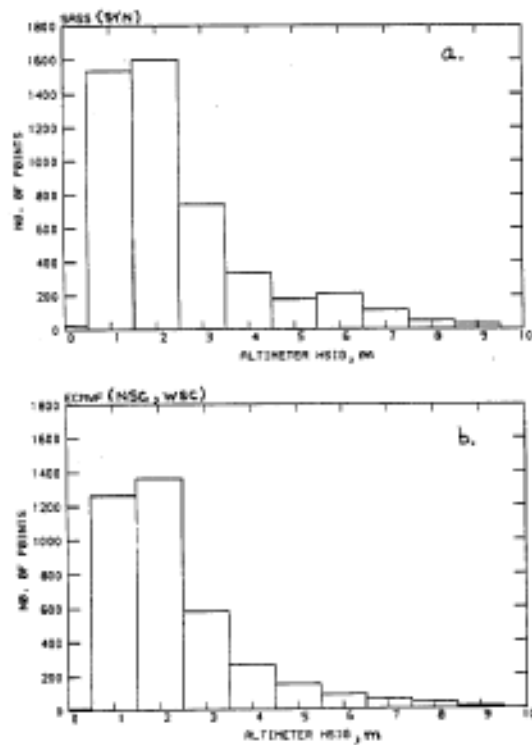 SASS (SYN)
a.
1800
1600
1400
1200
1000
800
600
400
200
0
NO. OF POINTS
0 1 2 3 4 5 6 7 8 9 10
ALTIMETER HSIG, m
ECMWF (NSC, WSC)
b.
1800
1600
1400
1200
1000
800
600
400
200
0
NO. OF POINTS
0 1 2 3 4 5 6 7 8 9 10
ALTIMETER HSIG, m